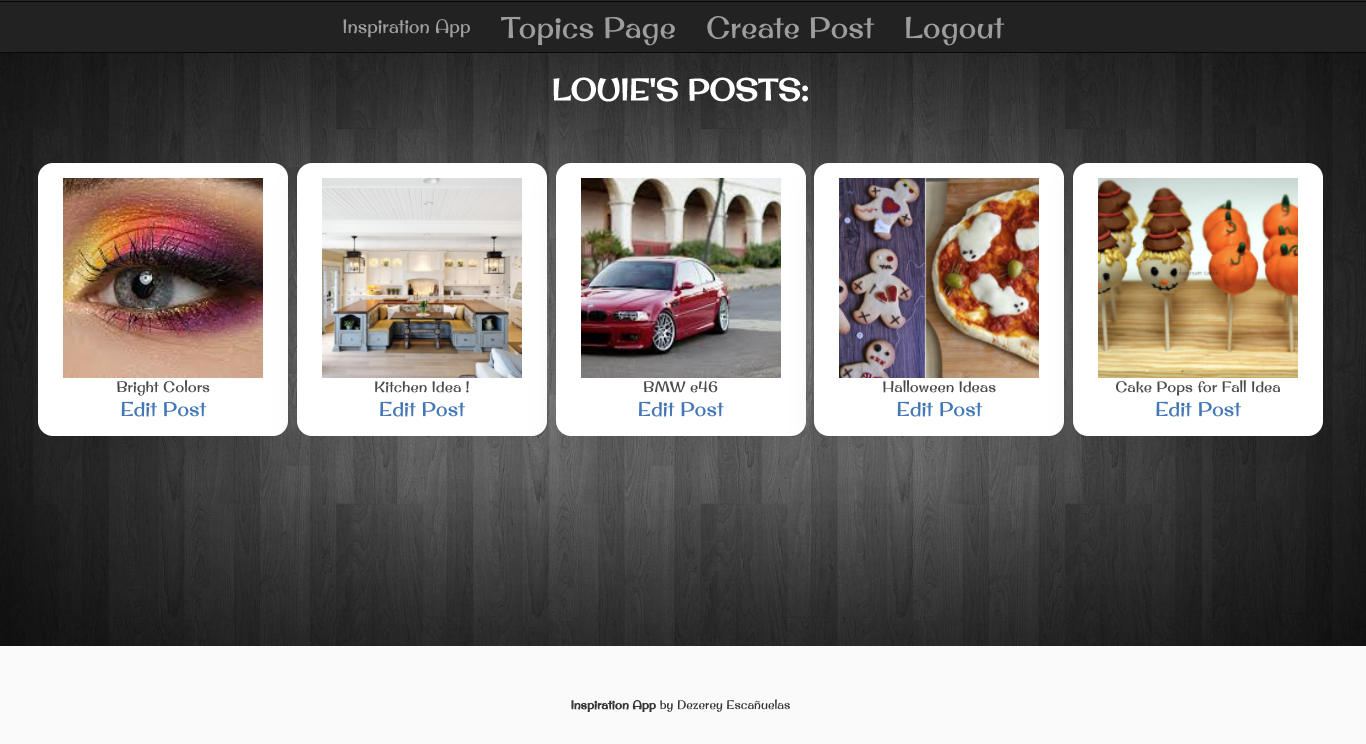 Inspiration App Topics Page Create Post Logout
LOUIE'S POSTS:
Bright Colors
Edit Post
Kitchen Idea !
Edit Post
BMW e46
Edit Post
Halloween Ideas
Edit Post
Cake Pops for Fall Idea
Edit Post
Inspiration App by Dezerey Escañuelas